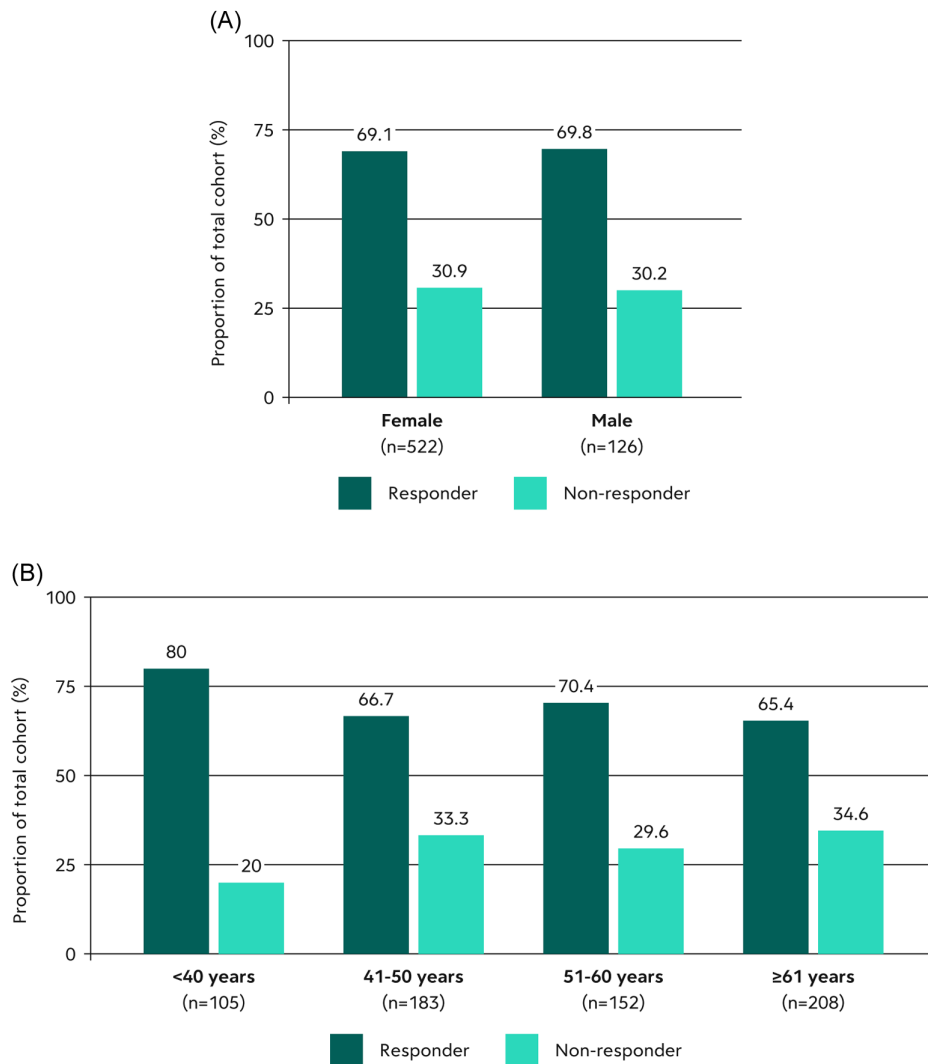 (A)
Proportion of total cohort (%)
100
75
50
25
0
69.1
30.9
69.8
30.2
Female
(n=522)
Male
(n=126)
Responder
Non-responder
(B)
Proportion of total cohort (%)
100
75
50
25
0
80
20
66.7
33.3
70.4
29.6
65.4
34.6
<40 years
(n=105)
41-50 years
(n=183)
51-60 years
(n=152)
≥61 years
(n=208)
Responder
Non-responder